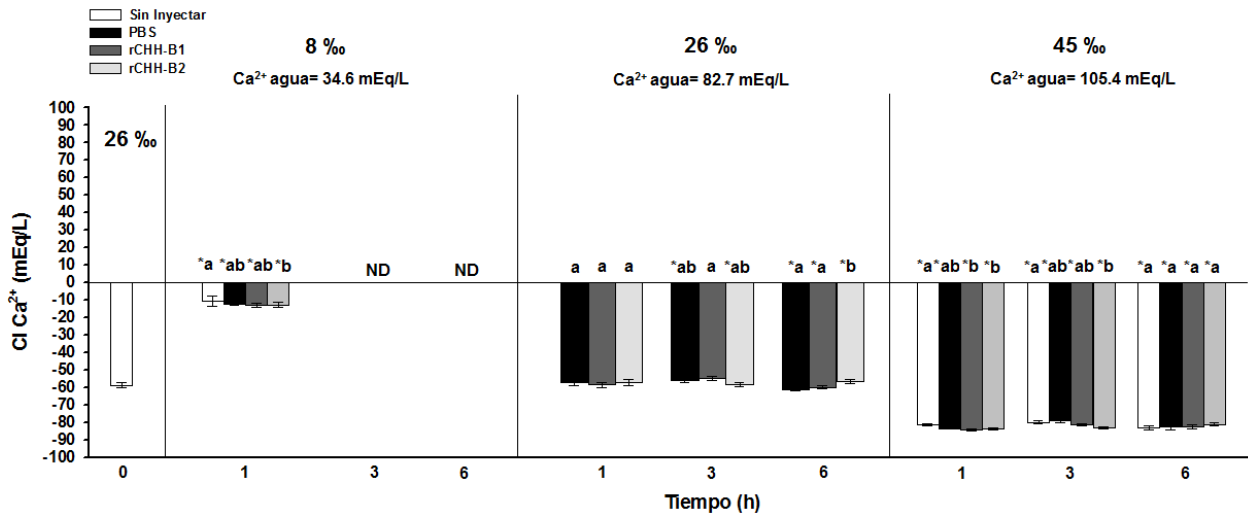 Sin Inyectar
PBS
rCHH-B1
rCHH-B2
8 ‰
26 ‰
45 ‰
Ca²⁺ agua= 34.6 mEq/L
Ca²⁺ agua= 82.7 mEq/L
Ca²⁺ agua= 105.4 mEq/L
26 ‰
CI Ca²⁺ (mEq/L)
100
90
80
70
60
50
40
30
20
10
0
-10
-20
-30
-40
-50
-60
-70
-80
-90
-100
*a *ab *ab *b
ND
ND
a a a
*ab a *ab
*a *a *b
*a *ab *b *b
*a *ab *ab *b
*a *a *a *a
0 1 3 6 1 3 6 1 3 6
Tiempo (h)